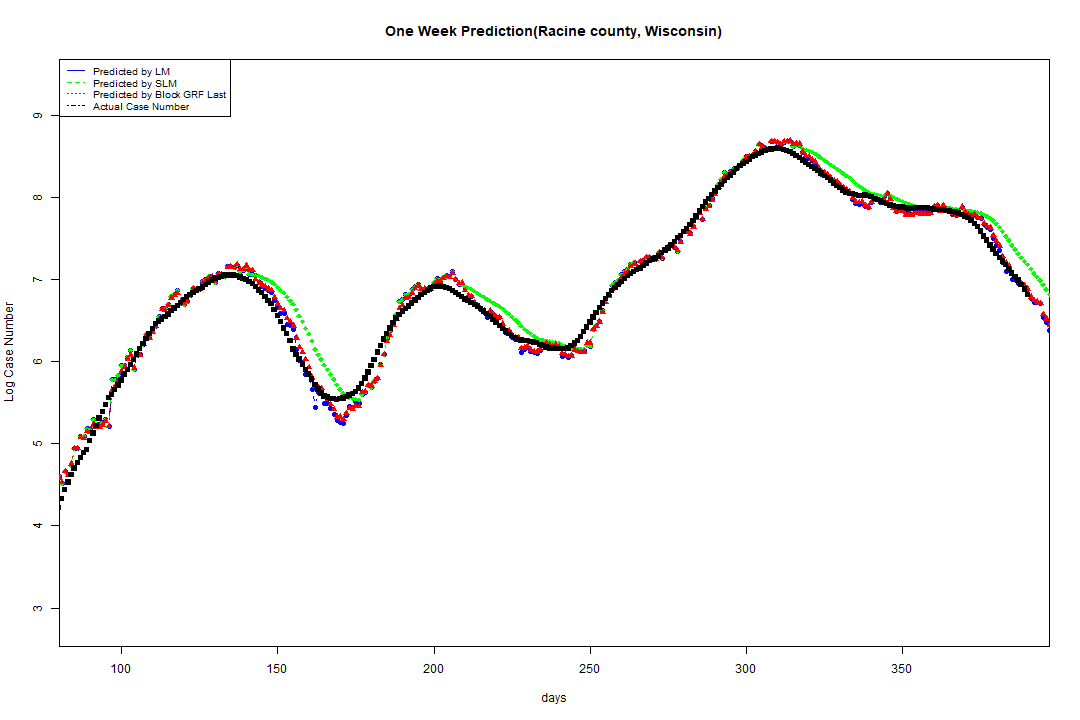 One Week Prediction(Racine county, Wisconsin)
Predicted by LM
Predicted by SLM
Predicted by Block GRF Last
Actual Case Number
9
8
7
6
5
4
3
Log Case Number
100 150 200 250 300 350
days